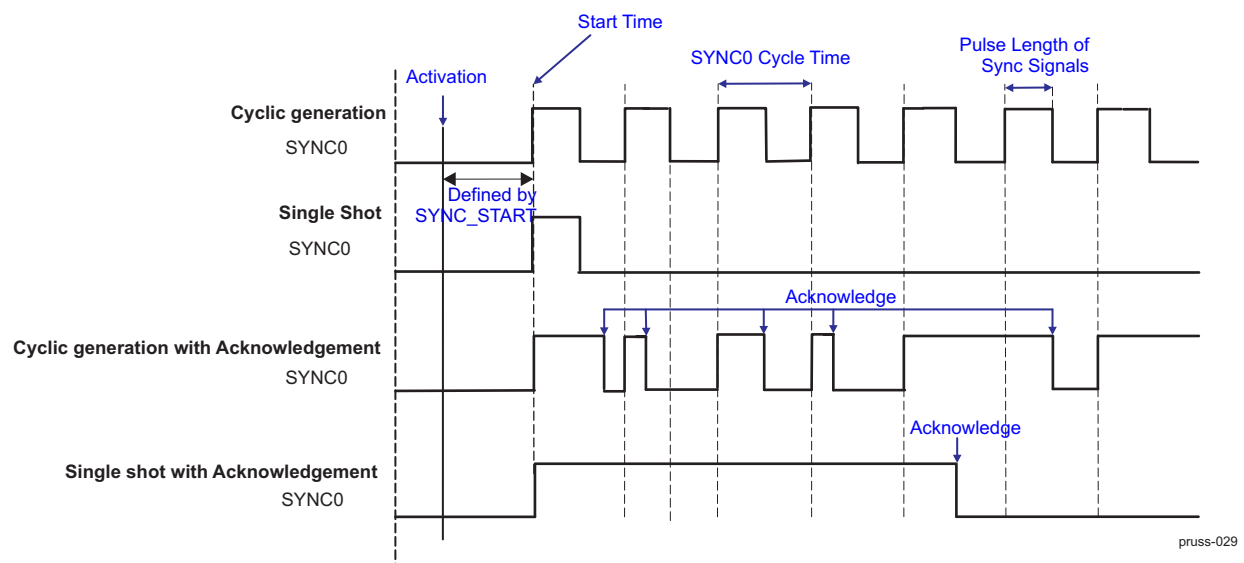 Start Time
SYNC0 Cycle Time
Pulse Length of
Sync Signals
Activation
Cyclic generation
SYNC0
Defined by
SYNC_START
Single Shot
SYNC0
Acknowledge
Cyclic generation with Acknowledgement
SYNC0
Acknowledge
Single shot with Acknowledgement
SYNC0
pruss-029